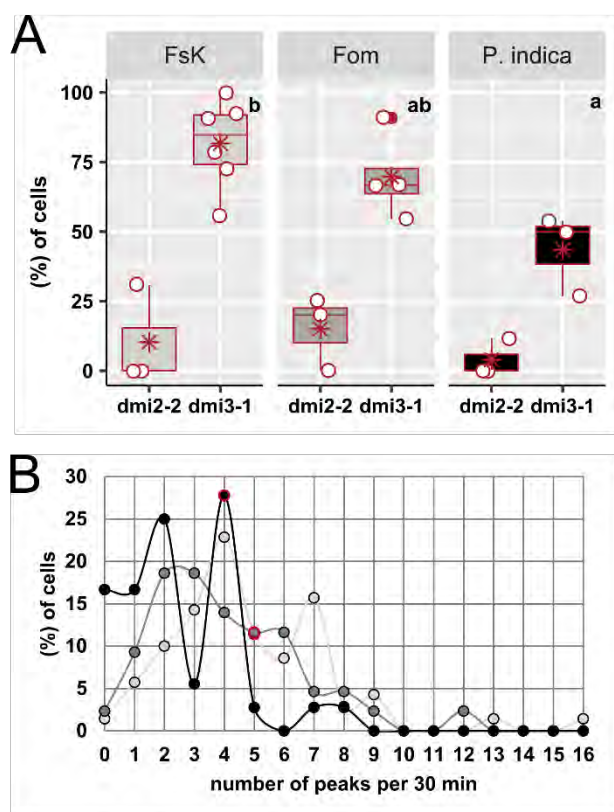 A
FsK Fom P. indica
100 b ab a
75
50
25
0
(%) of cells
dmi2-2 dmi3-1 dmi2-2 dmi3-1 dmi2-2 dmi3-1
B
30
25
20
15
10
5
0
(%) of cells
0 1 2 3 4 5 6 7 8 9 10 11 12 13 14 15 16
number of peaks per 30 min